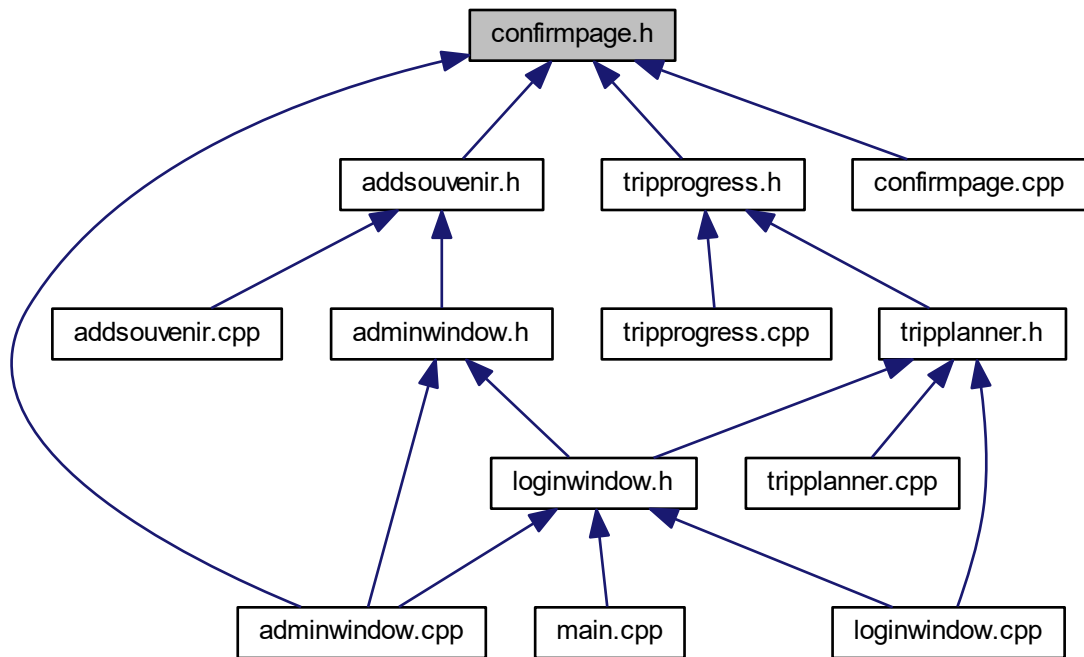 confirmpage.h
addsouvenir.h
tripprogress.h
confirmpage.cpp
addsouvenir.cpp
adminwindow.h
tripprogress.cpp
tripplanner.h
loginwindow.h
tripplanner.cpp
adminwindow.cpp
main.cpp
loginwindow.cpp